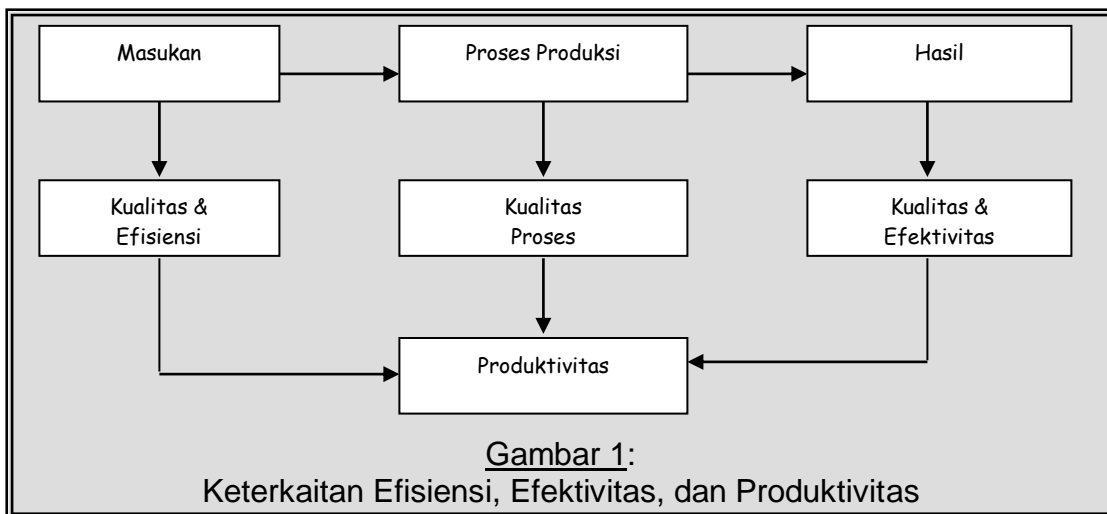 Masukan
Proses Produksi
Hasil
Kualitas &
Efisiensi
Kualitas
Proses
Kualitas &
Efektivitas
Produktivitas
Gambar 1:
Keterkaitan Efisiensi, Efektivitas, dan Produktivitas